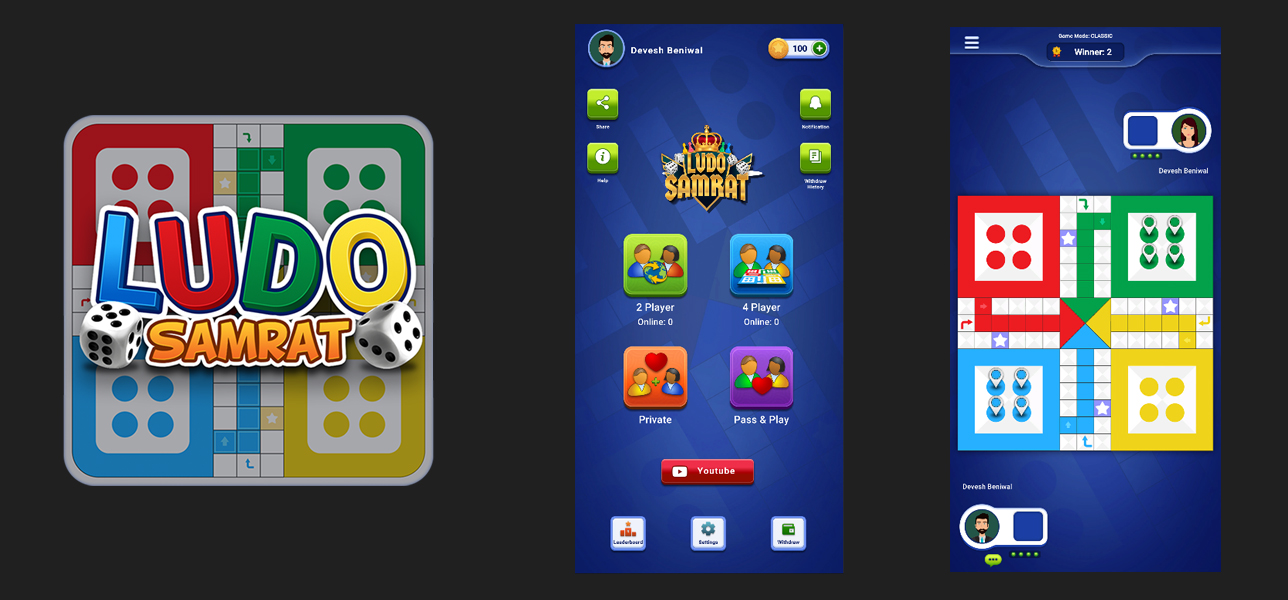 LUDO
SAMRAT
Devesh Beniwal
100
Share
Notification
Help
Withdraw
History
LUDO
SAMRAT
2 Player
Online: 0
4 Player
Online: 0
Private
Pass & Play
Youtube
Leaderboard
Settings
Withdraw
Game Mode: CLASSIC
Winner: 2
Devesh Beniwal
Devesh Beniwal